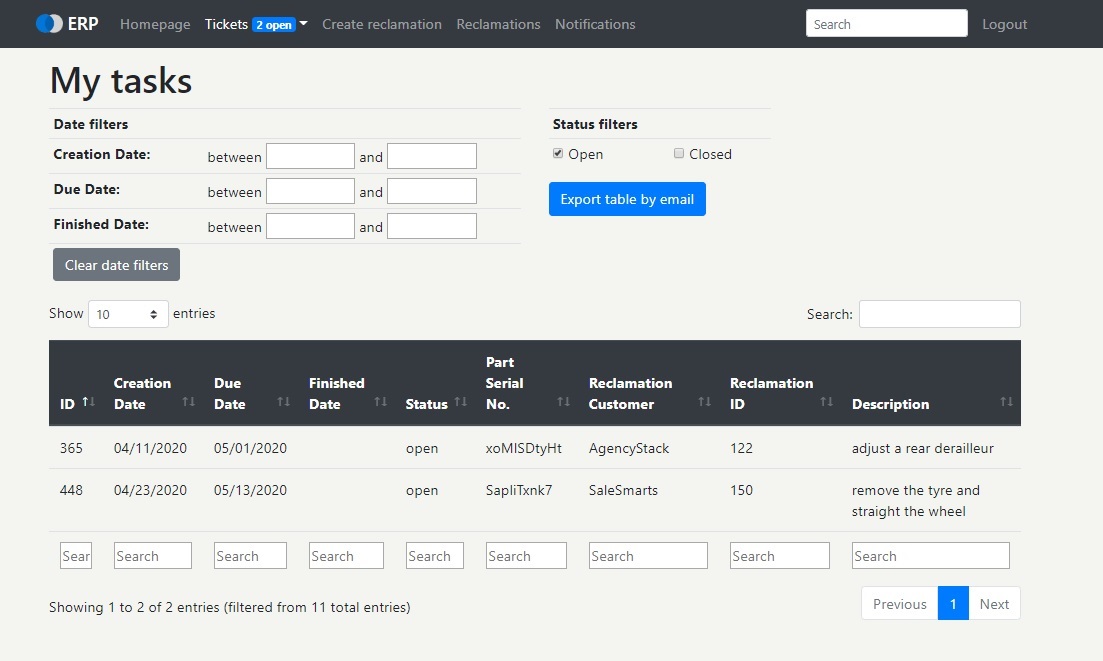 ERP Homepage Tickets 2 open Create reclamation Reclamations Notifications Search Logout
My tasks
Date filters
Status filters
Creation Date: between and
Open Closed
Due Date: between and
Export table by email
Finished Date: between and
Clear date filters
Show 10 entries
Search:
ID Creation Date Due Date Finished Date Status Part Serial No. Reclamation Customer Reclamation ID Description
365 04/11/2020 05/01/2020 open xoMISDtyHt AgencyStack 122 adjust a rear derailleur
448 04/23/2020 05/13/2020 open SapliTxnk7 SaleSmarts 150 remove the tyre and
straight the wheel
Sear Search Search Search Search Search Search Search Search
Showing 1 to 2 of 2 entries (filtered from 11 total entries)
Previous 1 Next